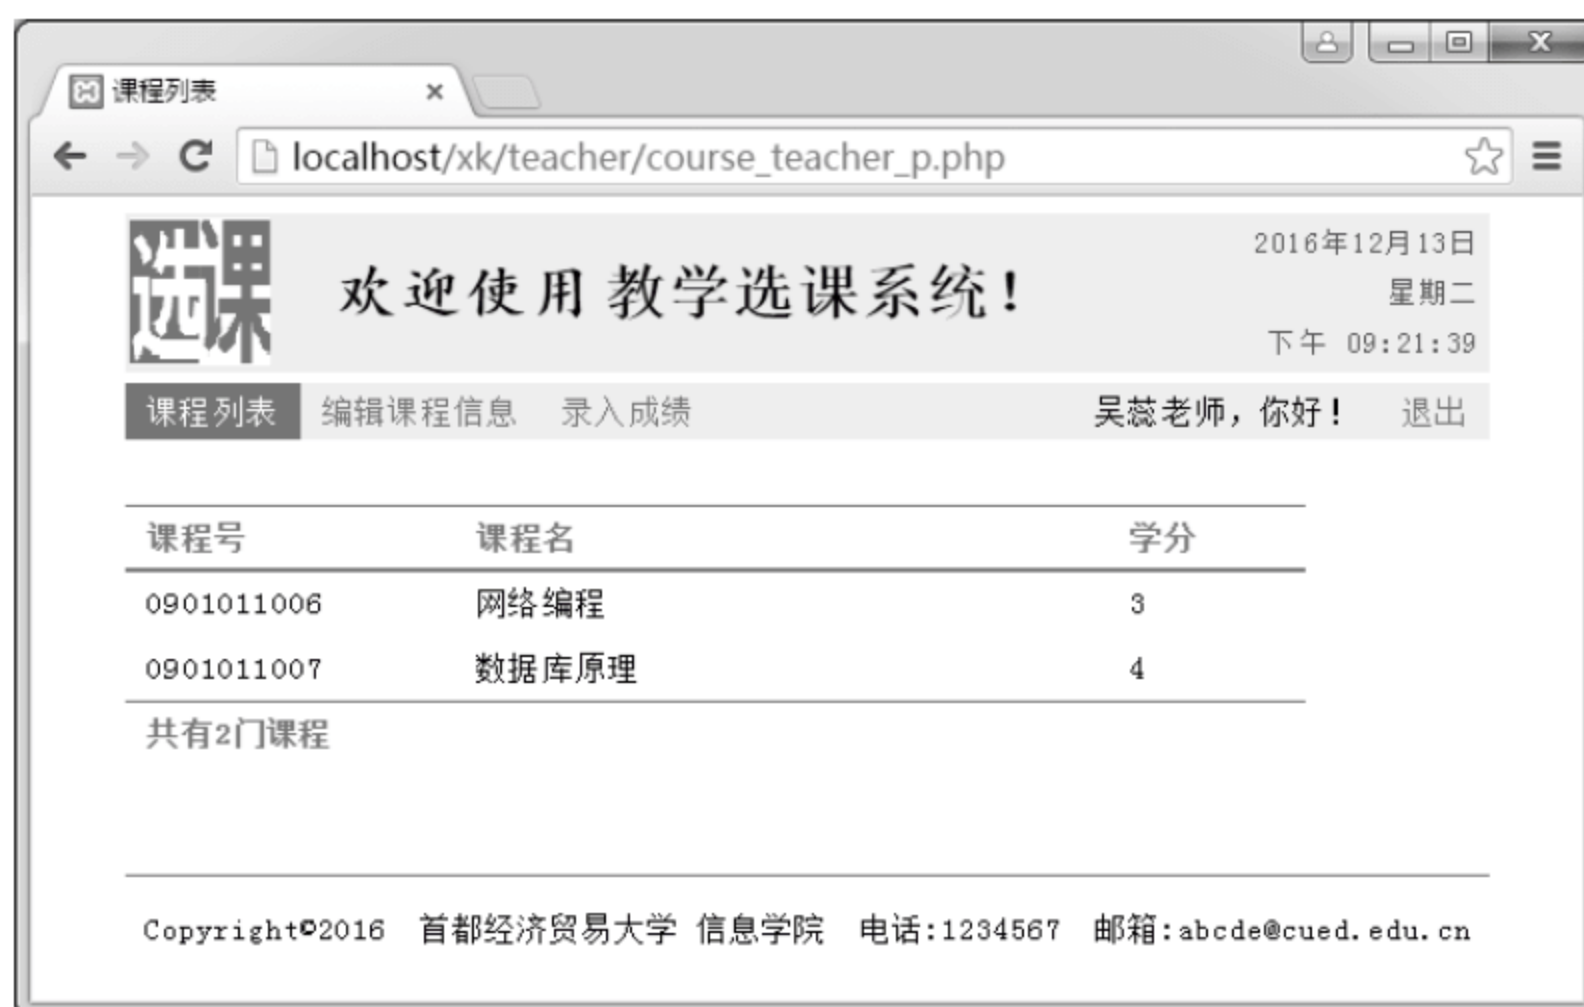 课程列表
localhost/xk/teacher/course_teacher_p.php
选课
欢迎使用教学选课系统！
2016年12月13日
星期二
下午 09:21:39
课程列表 编辑课程信息 录入成绩 吴蕊老师，你好！ 退出
课程号 课程名 学分
0901011006 网络编程 3
0901011007 数据库原理 4
共有2门课程
Copyright©2016 首都经济贸易大学 信息学院 电话:1234567 邮箱:abcde@cued.edu.cn